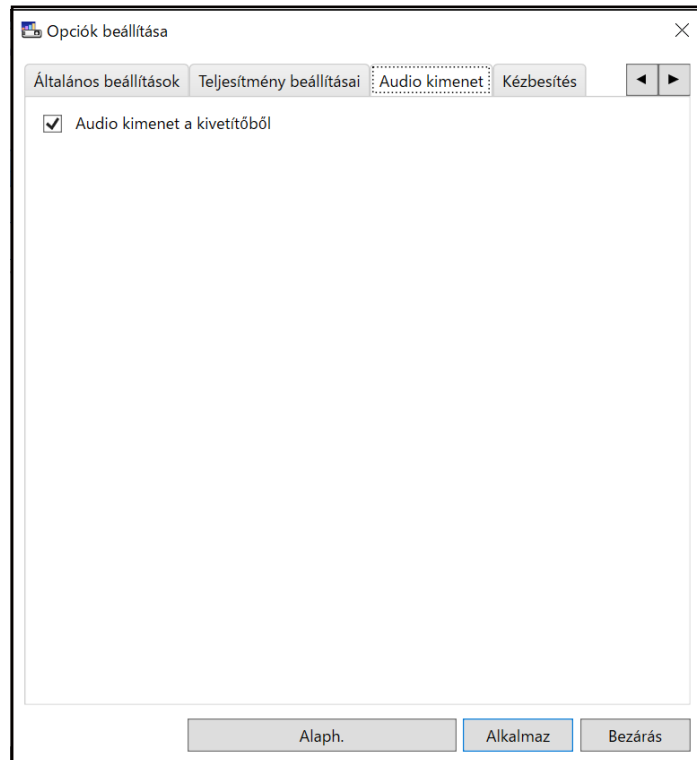 Opciók beállítása
Általános beállítások Teljesítmény beállításai Audio kimenet Kézbesítés
Audio kimenet a kivetítőből
Alaph. Alkalmaz Bezárás